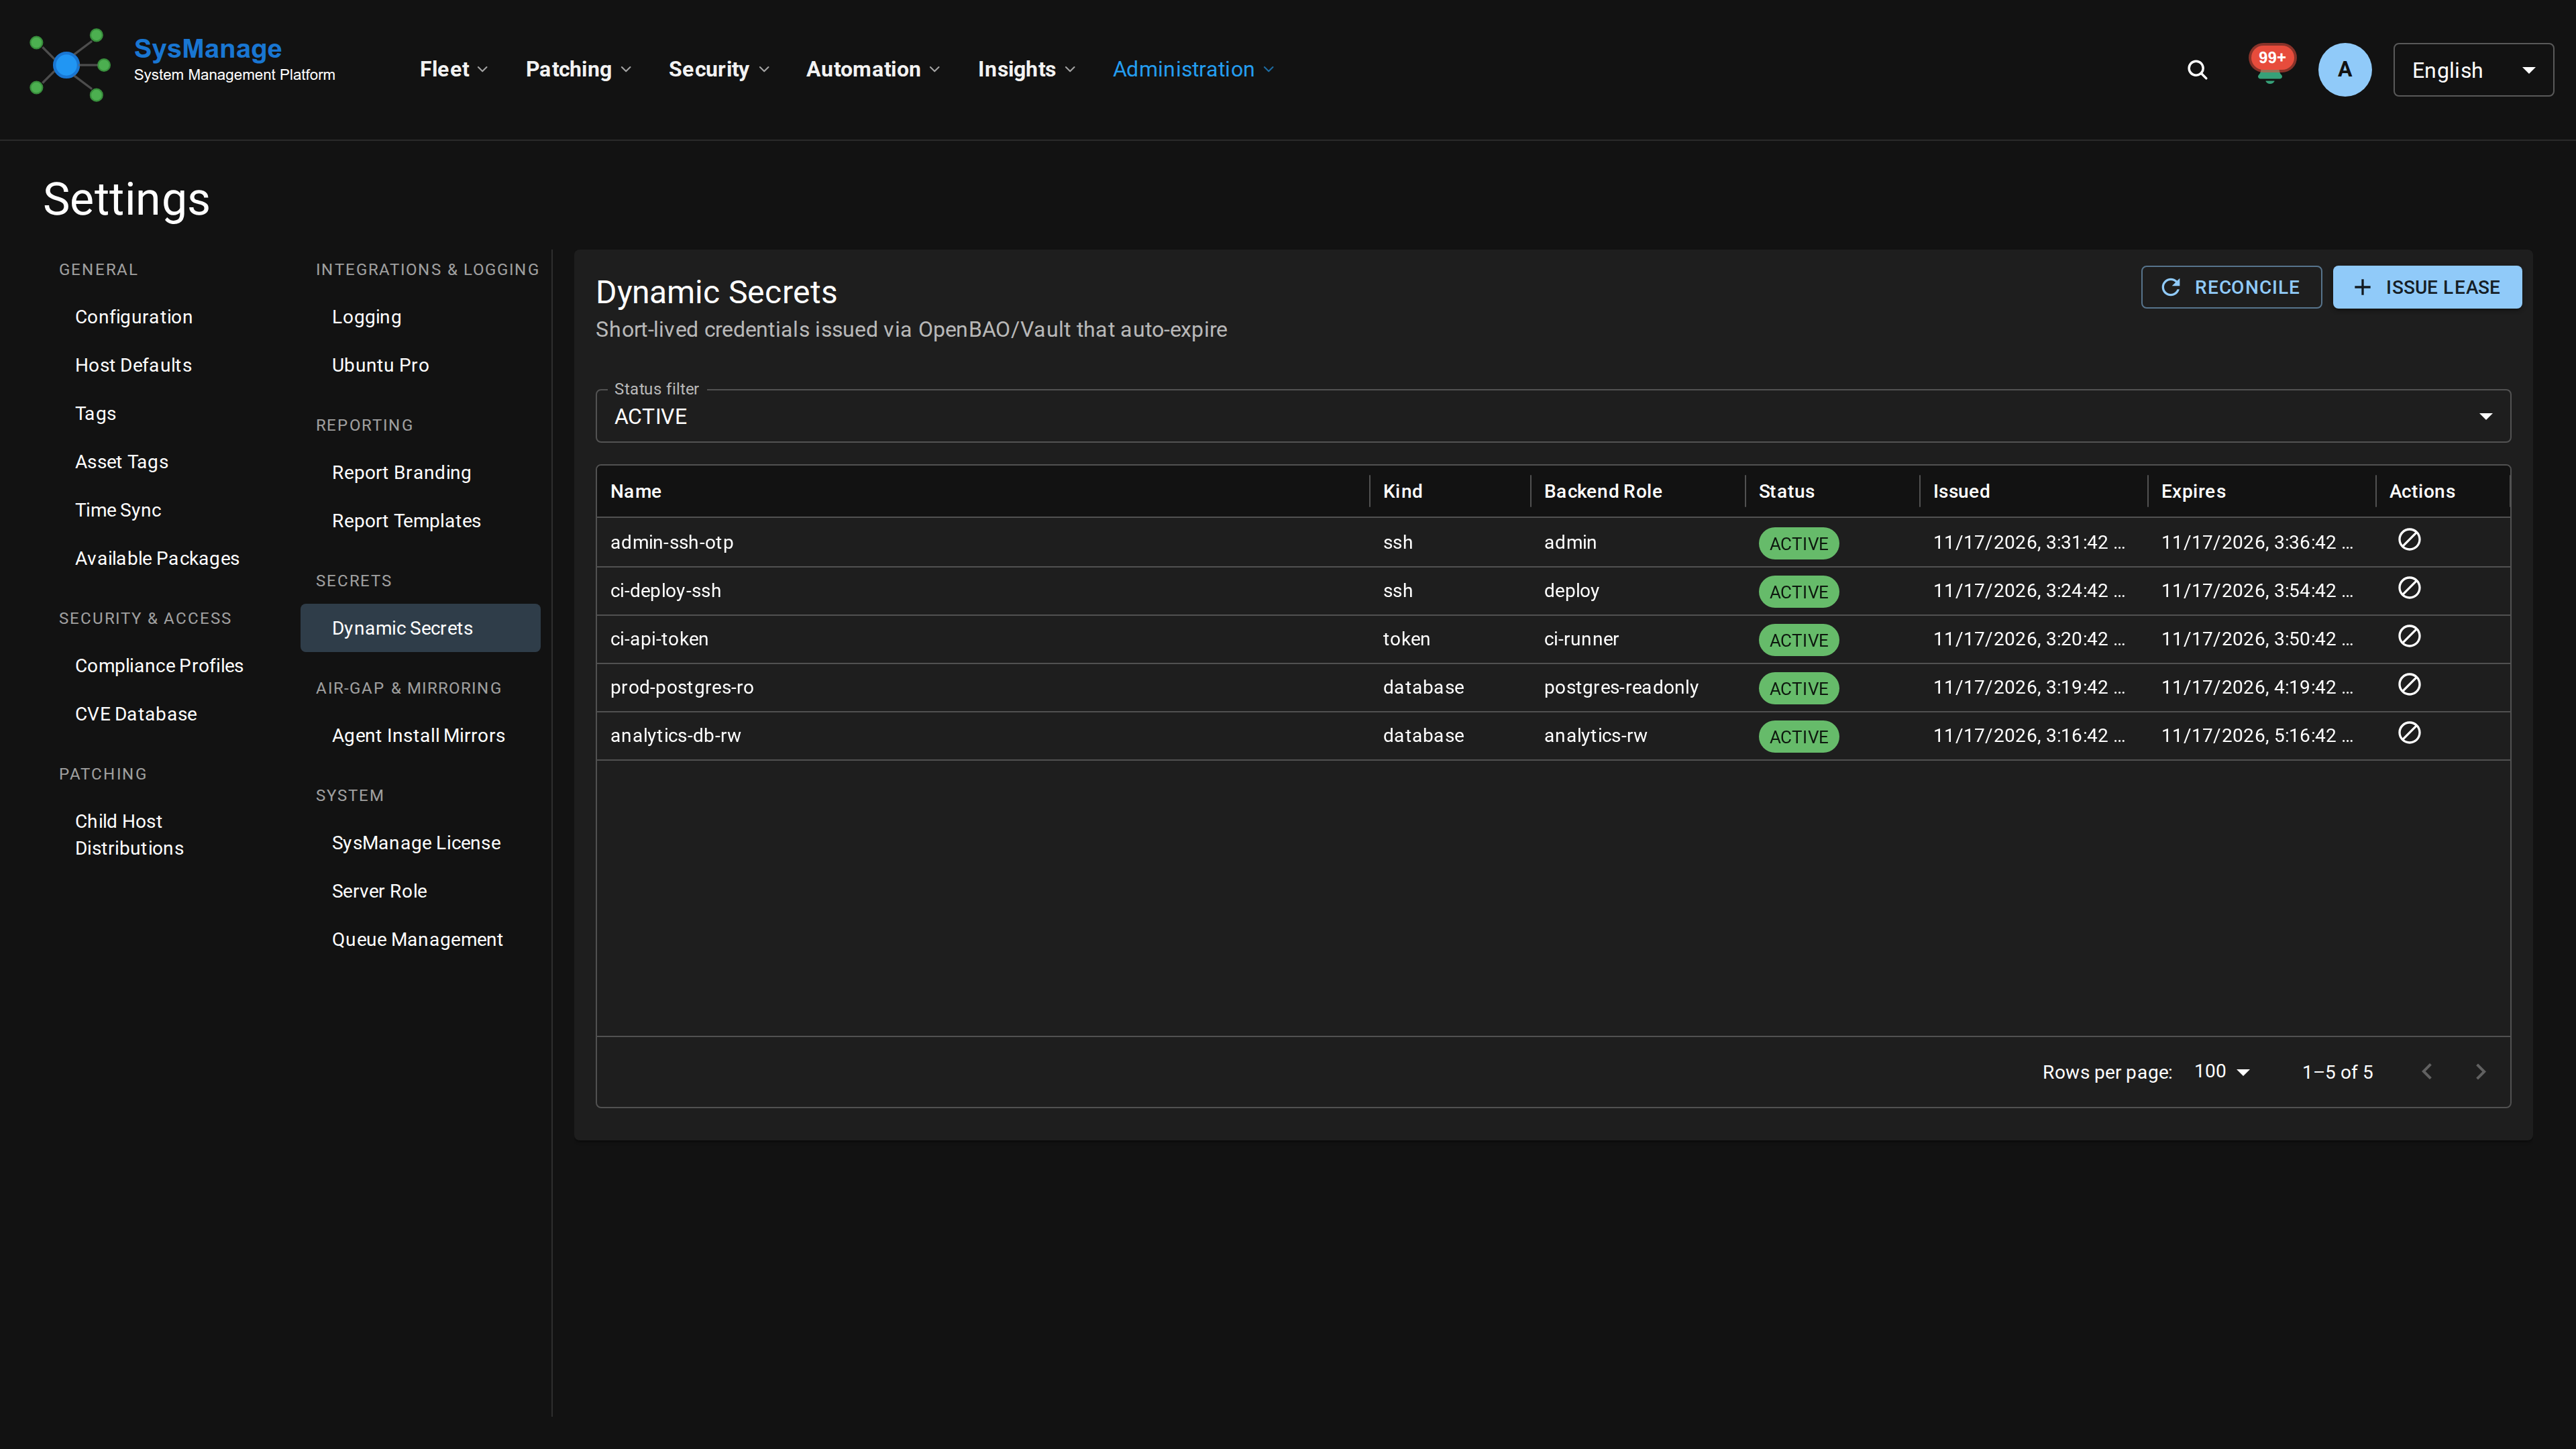 SysManage
System Management Platform
Fleet
Patching
Security
Automation
Insights
Administration
99+
A
English
Settings
GENERAL
Configuration
Host Defaults
Tags
Asset Tags
Time Sync
Available Packages
SECURITY & ACCESS
Compliance Profiles
CVE Database
PATCHING
Child Host
Distributions
INTEGRATIONS & LOGGING
Logging
Ubuntu Pro
REPORTING
Report Branding
Report Templates
SECRETS
Dynamic Secrets
AIR-GAP & MIRRORING
Agent Install Mirrors
SYSTEM
SysManage License
Server Role
Queue Management
Dynamic Secrets
Short-lived credentials issued via OpenBAO/Vault that auto-expire
RECONCILE
ISSUE LEASE
Status filter
ACTIVE
Name Kind Backend Role Status Issued Expires Actions
admin-ssh-otp ssh admin ACTIVE 11/17/2026, 3:31:42 ... 11/17/2026, 3:36:42 ...
ci-deploy-ssh ssh deploy ACTIVE 11/17/2026, 3:24:42 ... 11/17/2026, 3:54:42 ...
ci-api-token token ci-runner ACTIVE 11/17/2026, 3:20:42 ... 11/17/2026, 3:50:42 ...
prod-postgres-ro database postgres-readonly ACTIVE 11/17/2026, 3:19:42 ... 11/17/2026, 4:19:42 ...
analytics-db-rw database analytics-rw ACTIVE 11/17/2026, 3:16:42 ... 11/17/2026, 5:16:42 ...
Rows per page: 100 1–5 of 5